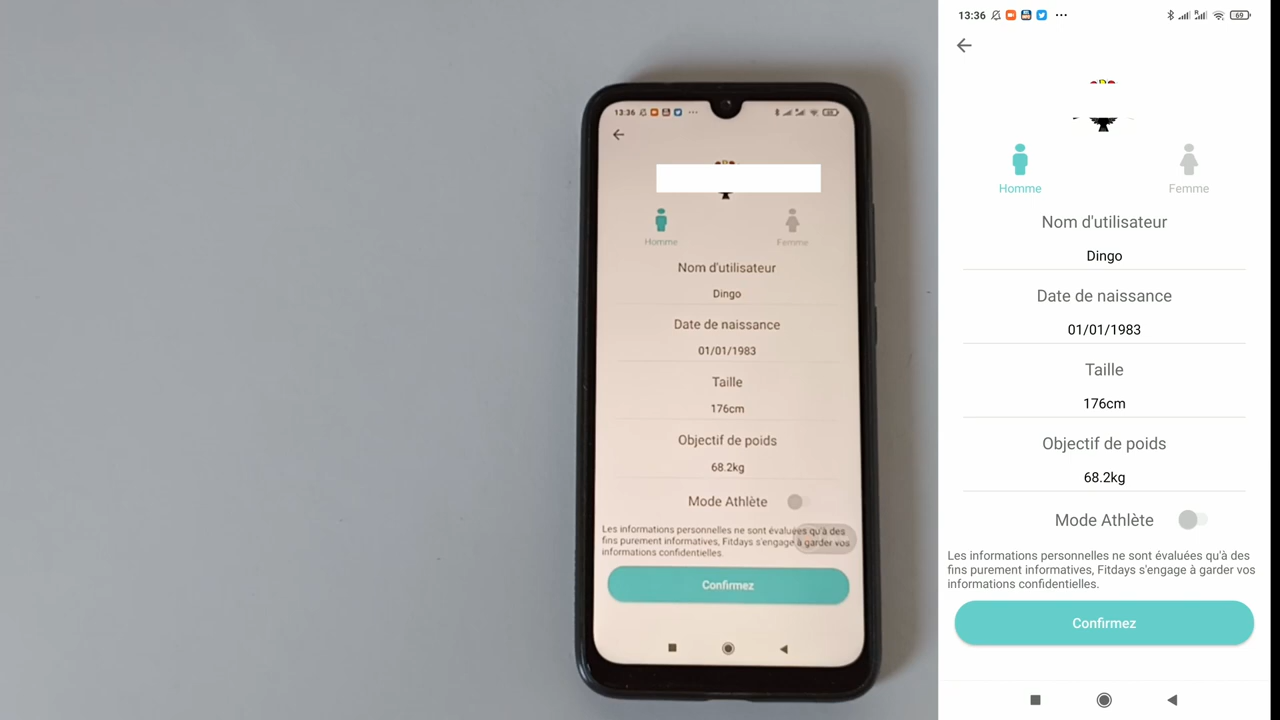 13:36
Homme
Femme
Nom d'utilisateur
Dingo
Date de naissance
01/01/1983
Taille
176cm
Objectif de poids
68.2kg
Mode Athlète
Les informations personnelles ne sont évaluées qu'à des
fins purement informatives, Fitdays s'engage à garder vos
informations confidentielles.
Confirmez
13:36
69
Homme
Femme
Nom d'utilisateur
Dingo
Date de naissance
01/01/1983
Taille
176cm
Objectif de poids
68.2kg
Mode Athlète
Les informations personnelles ne sont évaluées qu'à des
fins purement informatives, Fitdays s'engage à garder vos
informations confidentielles.
Confirmez